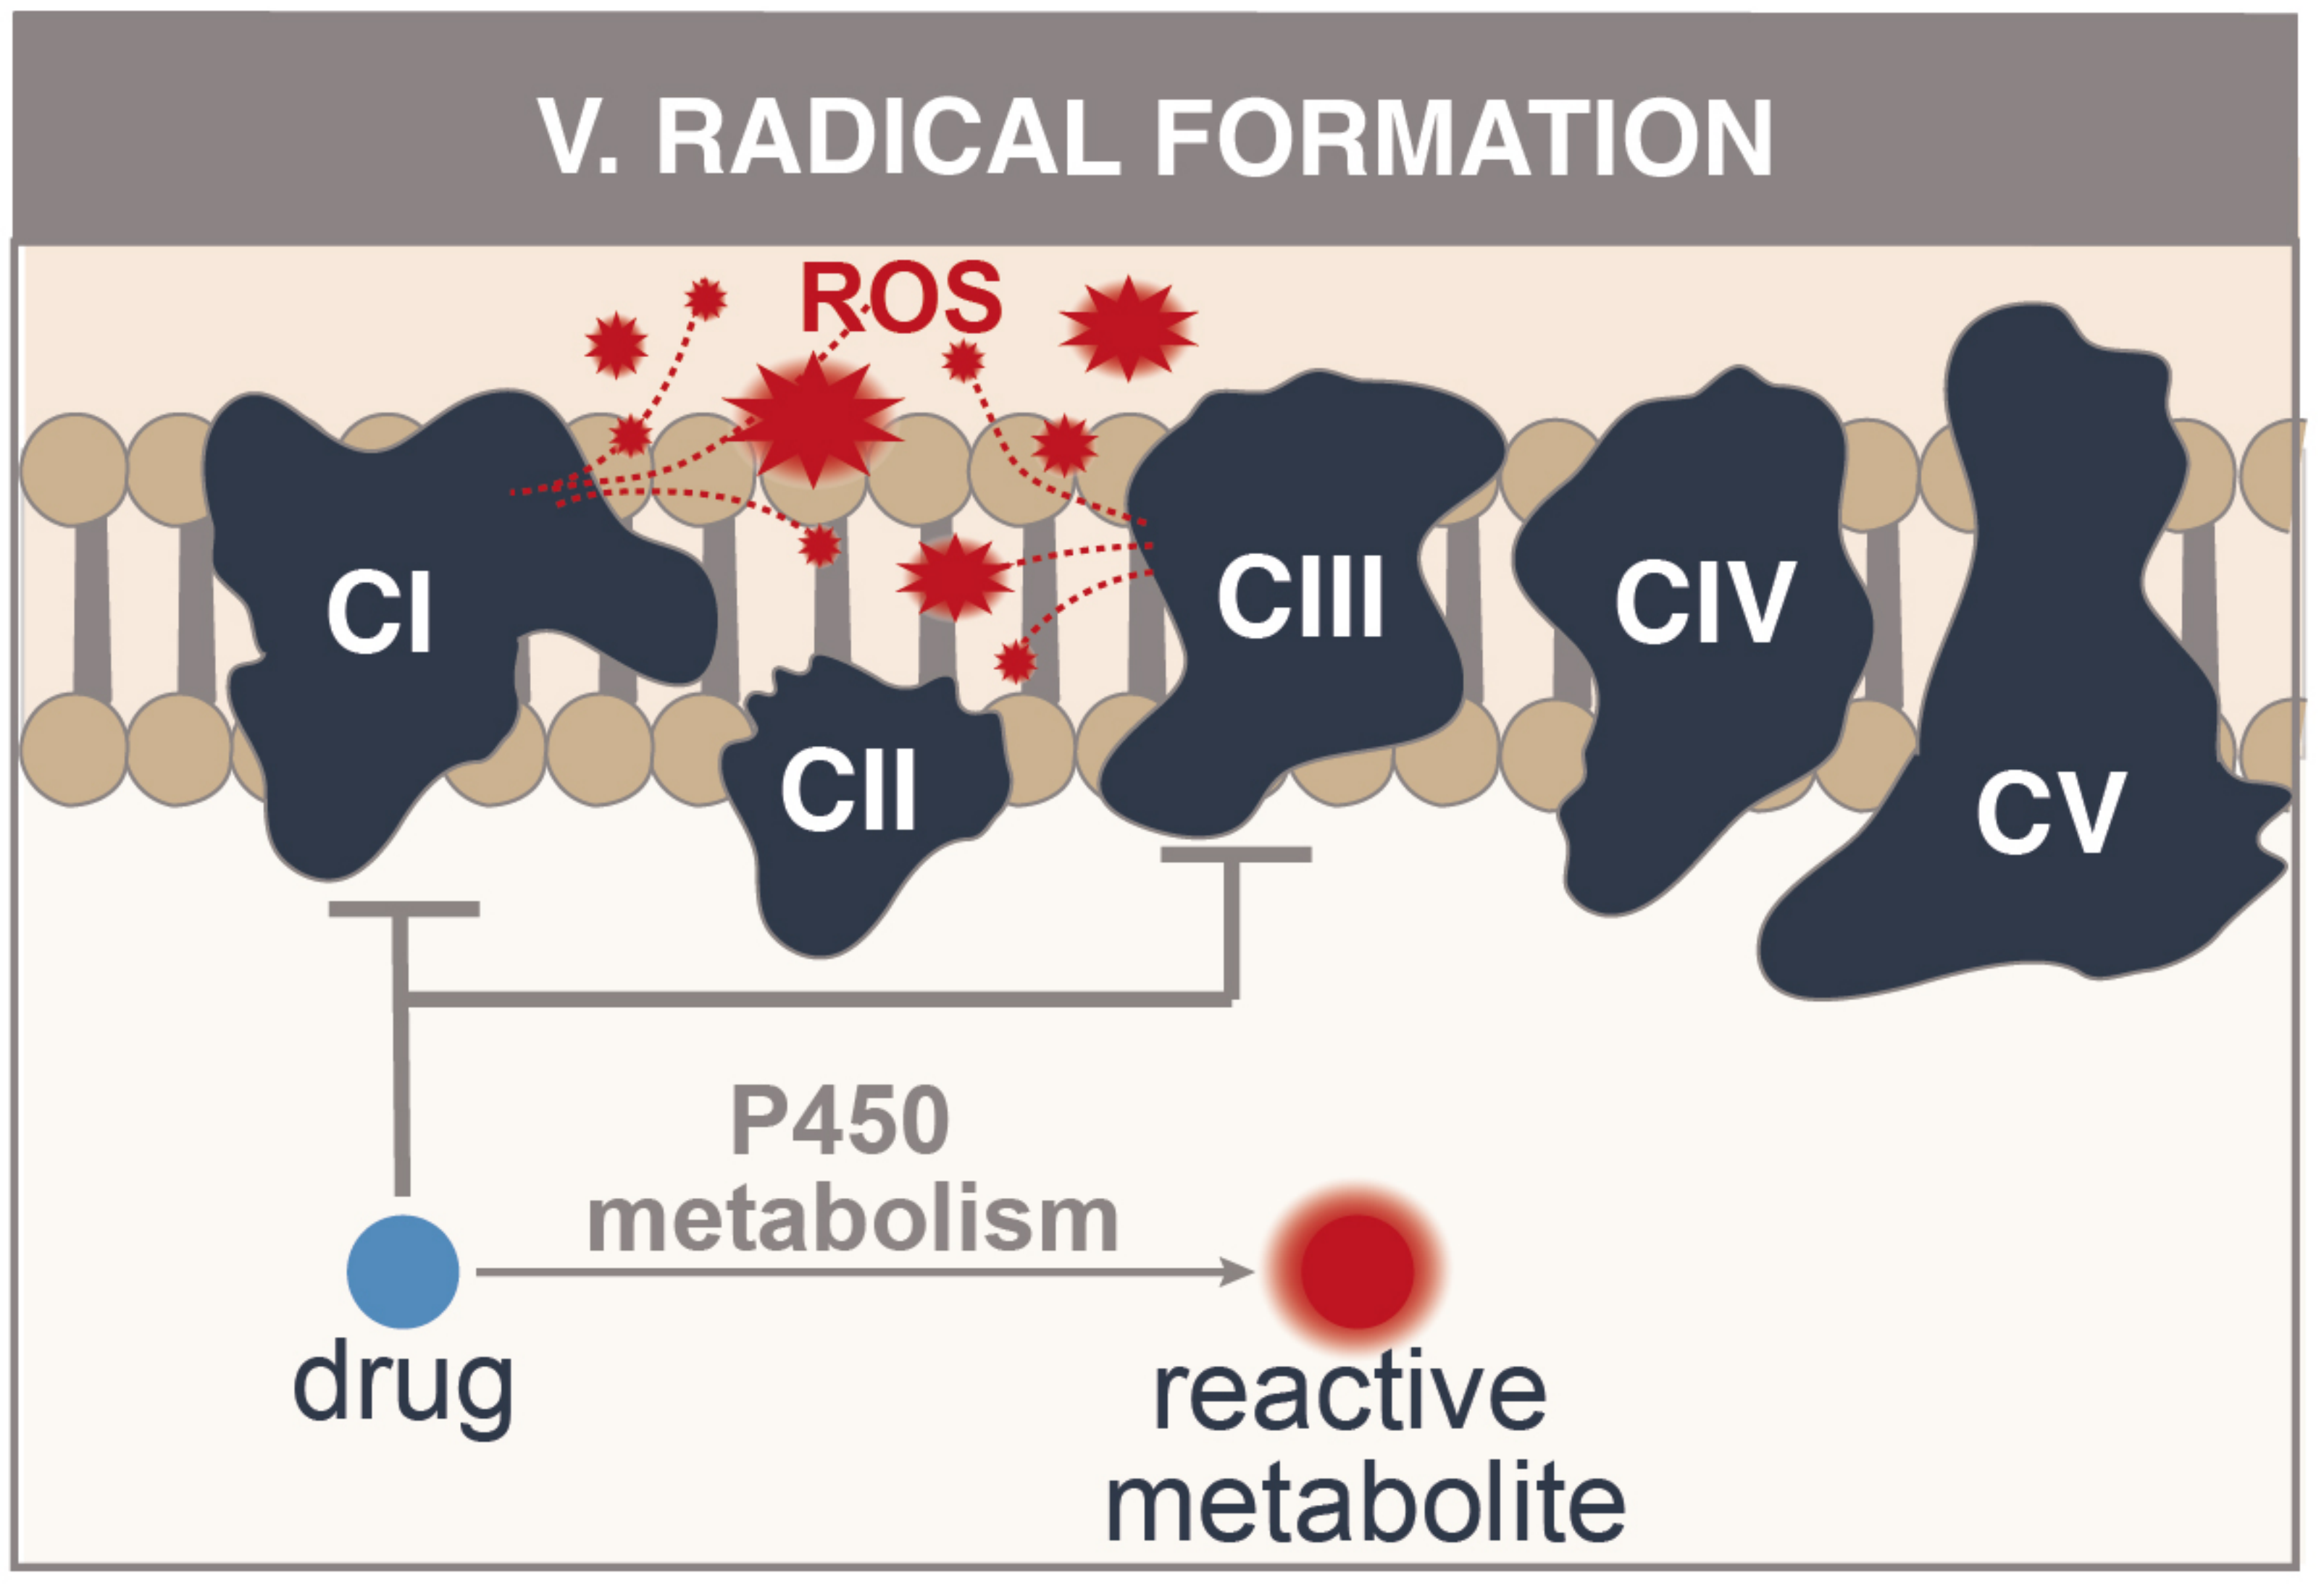 V. RADICAL FORMATION
ROS
CI
CII
CIII
CIV
CV
P450
metabolism
drug
reactive
metabolite